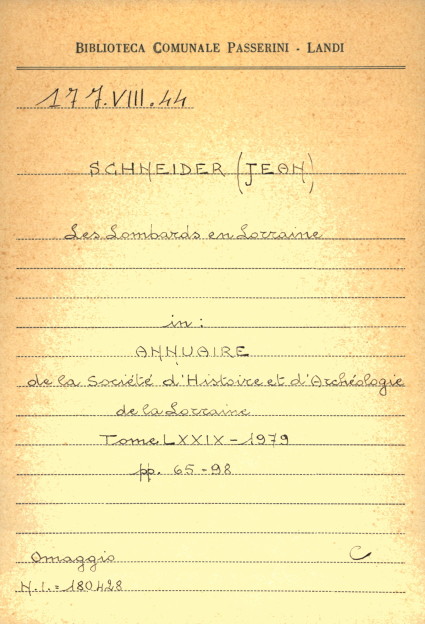 BIBLIOTECA COMUNALE PASSERINI - LANDI
17 J.VIII.44
SCHNEIDER (JEAN)
Les Lombards en Lorraine
in:
ANNUAIRE
de la Société d'Histoire et d'Archéologie
de la Lorraine
Tome LXXIX - 1979
pp. 65-98
Omaggio C
N.I. = 180428